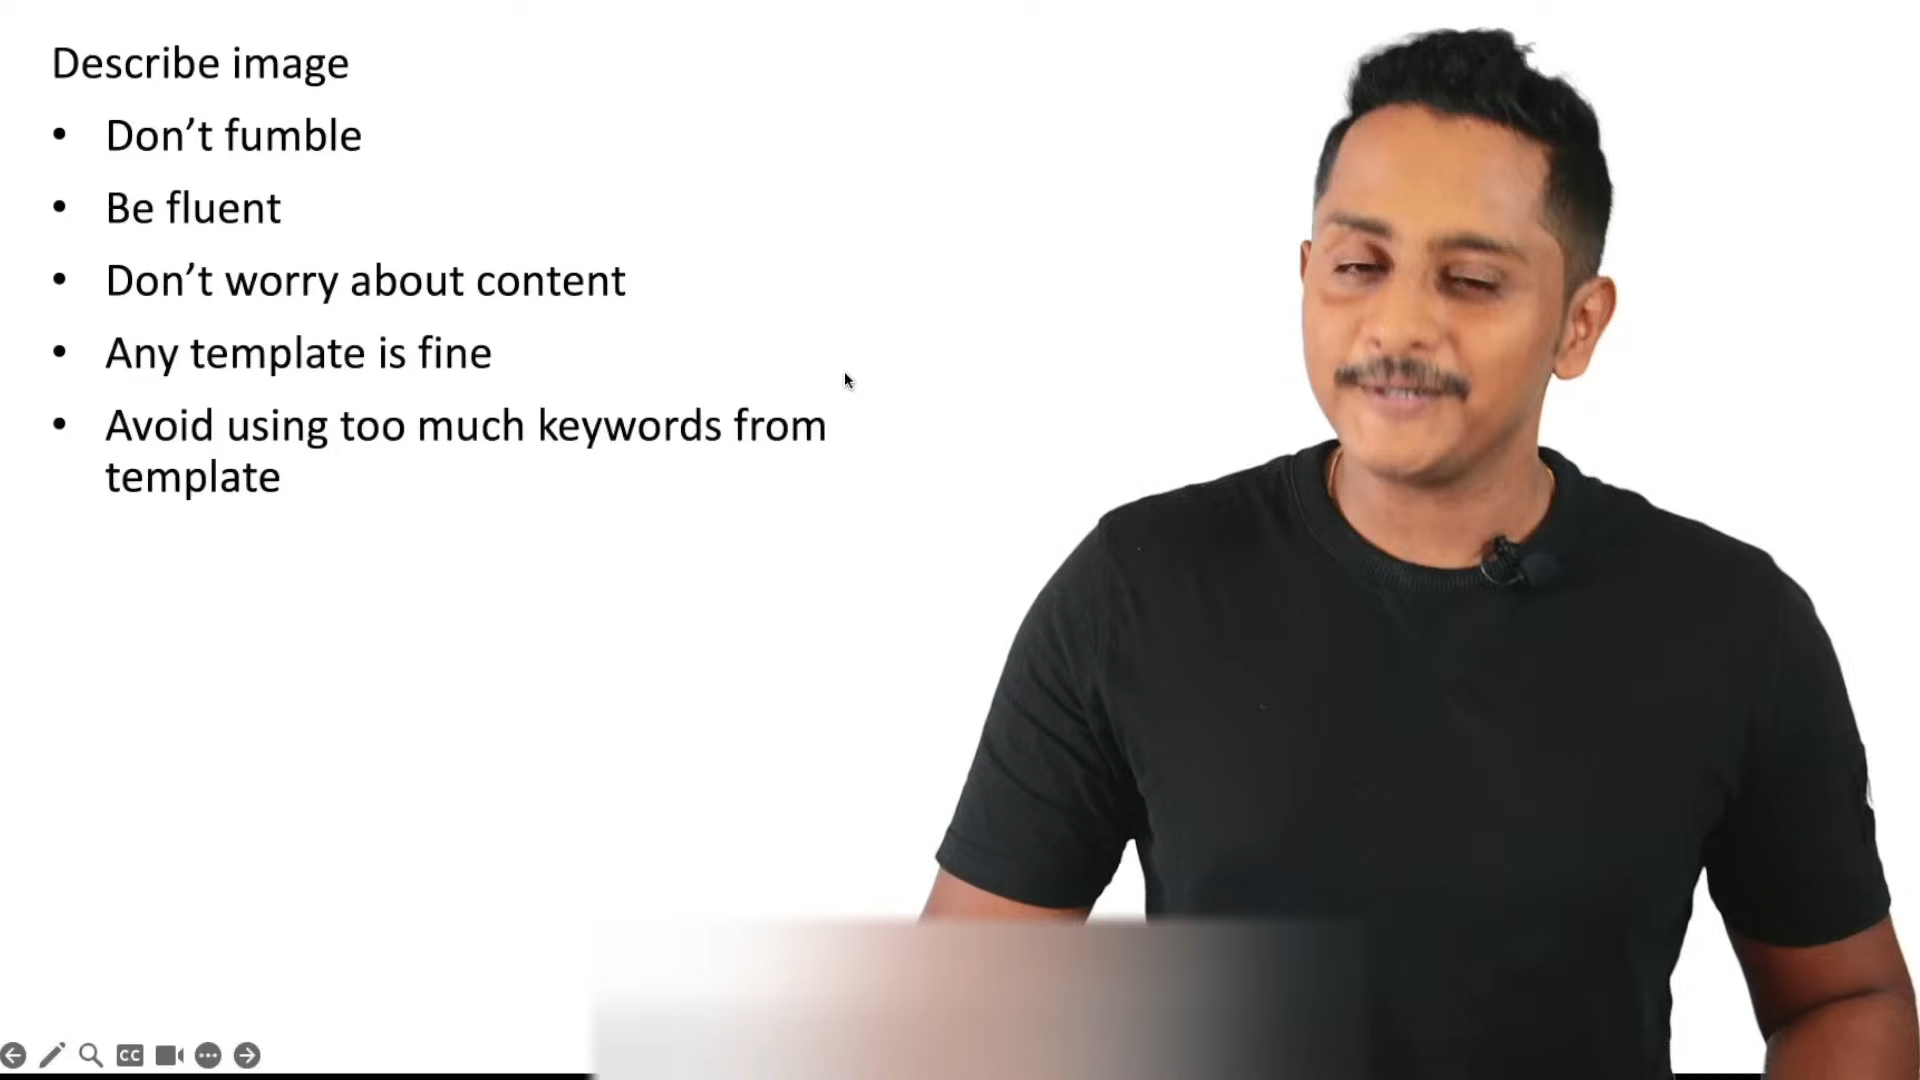 Describe image
• Don’t fumble
• Be fluent
• Don’t worry about content
• Any template is fine
• Avoid using too much keywords from
template
CC